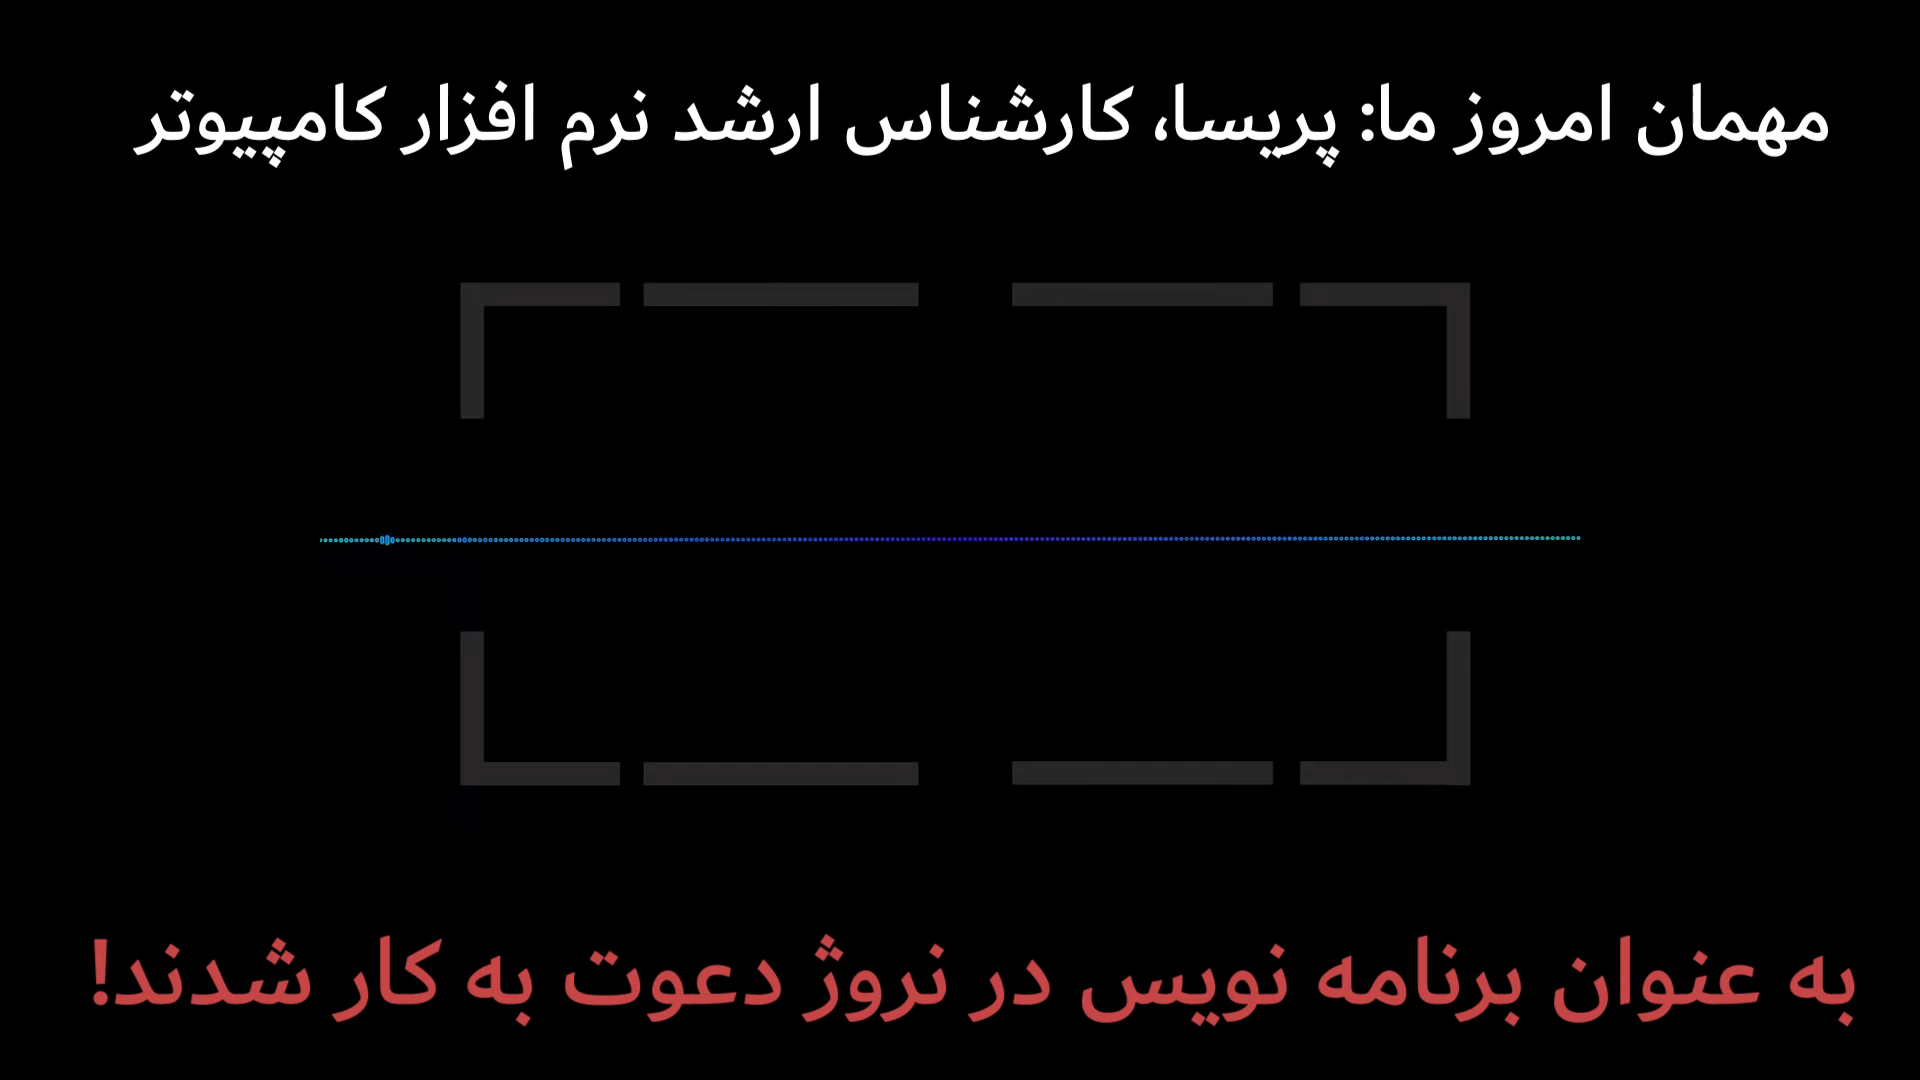 مهمان امروز ما: پریسا، کارشناس ارشد نرم افزار کامپیوتر
به عنوان برنامه نویس در نروژ دعوت به کار شدند!